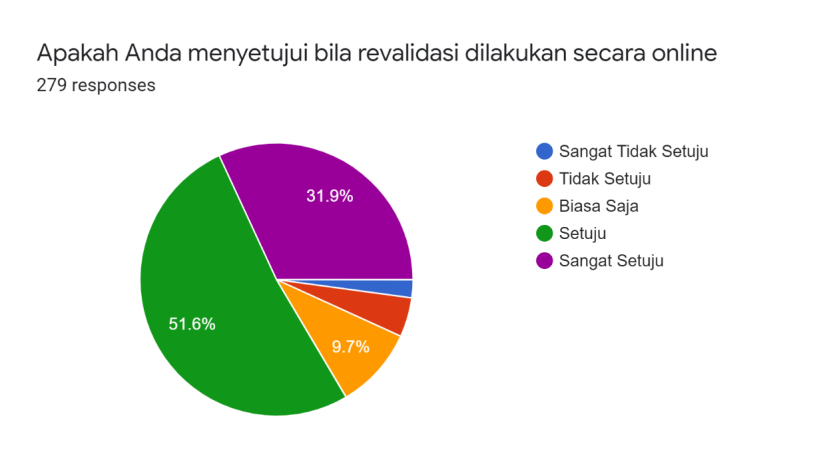 Apakah Anda menyetujui bila revalidasi dilakukan secara online
279 responses
31.9%
51.6%
9.7%
Sangat Tidak Setuju
Tidak Setuju
Biasa Saja
Setuju
Sangat Setuju